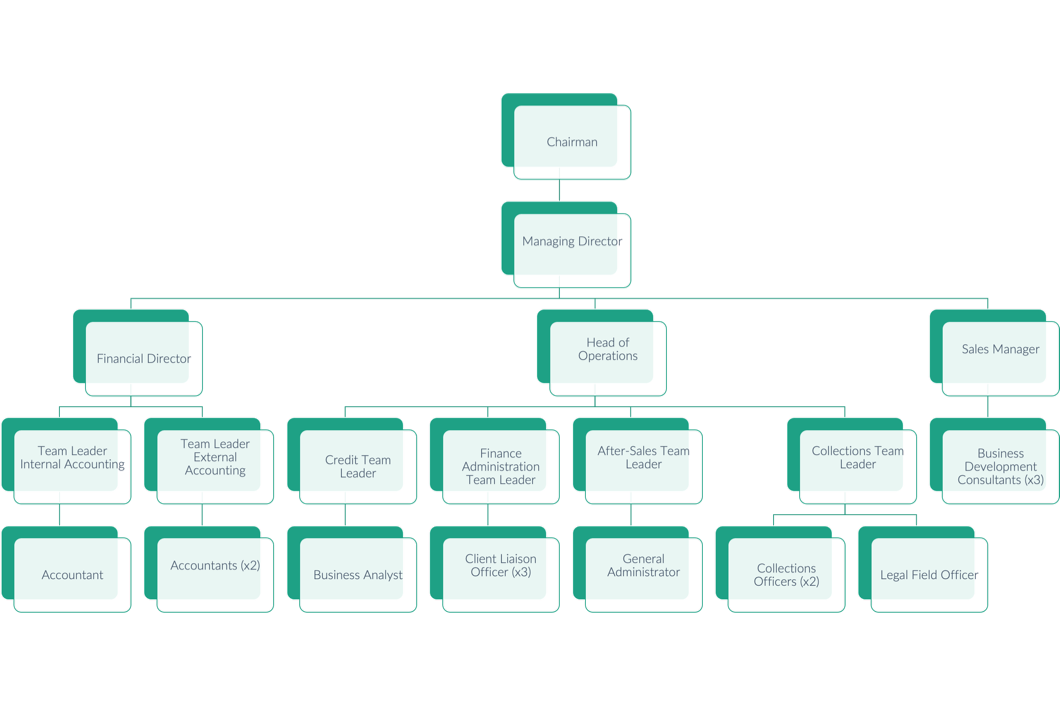 Chairman
Managing Director
Financial Director
Head of
Operations
Sales Manager
Team Leader
Internal Accounting
Team Leader
External
Accounting
Credit Team
Leader
Finance
Administration
Team Leader
After-Sales Team
Leader
Collections Team
Leader
Business
Development
Consultants (x3)
Accountant
Accountants (x2)
Business Analyst
Client Liaison
Officer (x3)
General
Administrator
Collections
Officers (x2)
Legal Field Officer